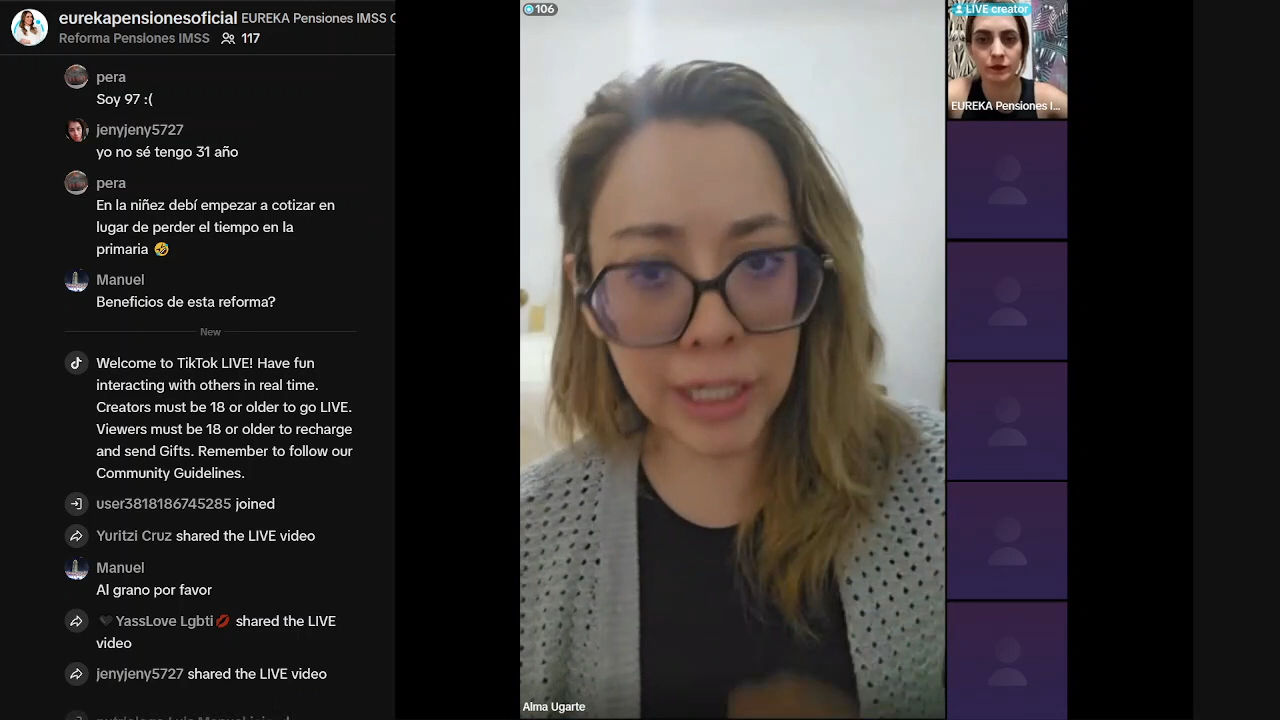 eurekapensionesoficial EUREKA Pensiones IMSS
Reforma Pensiones IMSS 117
pera
Soy 97 :(
jenyjeny5727
yo no sé tengo 31 año
pera
En la niñez debí empezar a cotizar en
lugar de perder el tiempo en la
primaria 🤣
Manuel
Beneficios de esta reforma?
New
Welcome to TikTok LIVE! Have fun
interacting with others in real time.
Creators must be 18 or older to go LIVE.
Viewers must be 18 or older to recharge
and send Gifts. Remember to follow our
Community Guidelines.
user3818186745285 joined
Yuritzi Cruz shared the LIVE video
Manuel
Al grano por favor
🖤YassLove Lgbti💋 shared the LIVE
video
jenyjeny5727 shared the LIVE video
106
Alma Ugarte
LIVE creator
EUREKA Pensiones I...